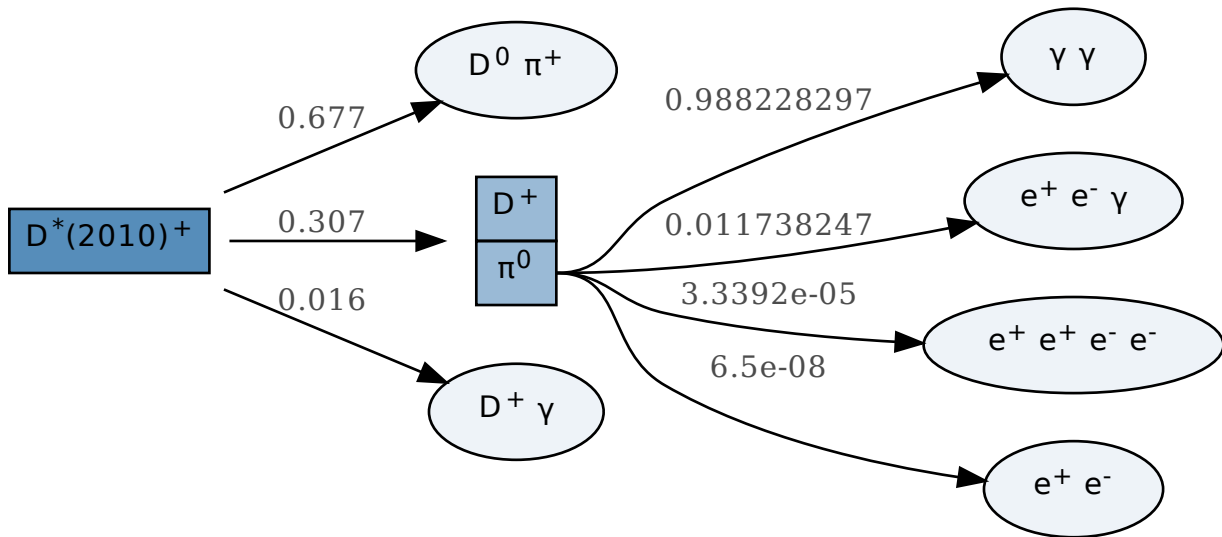 D*(2010)⁺
0.677
0.307
0.016
D⁰ π⁺
D⁺
π⁰
D⁺ γ
0.988228297
0.011738247
3.3392e-05
6.5e-08
γ γ
e⁺ e⁻ γ
e⁺ e⁺ e⁻ e⁻
e⁺ e⁻